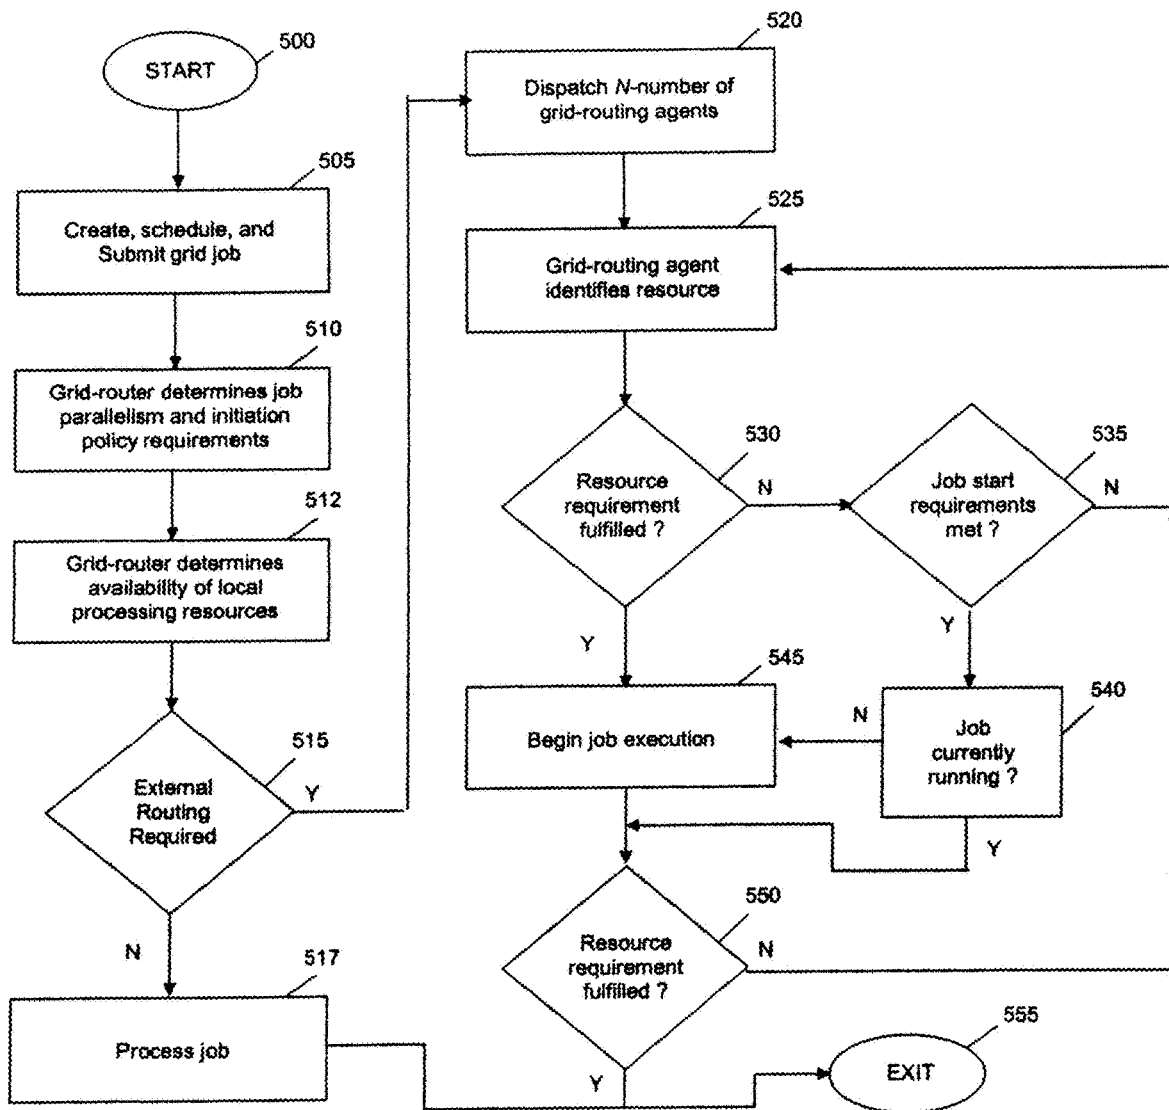 500
START
505
Create, schedule, and
Submit grid job
510
Grid-router determines job
parallelism and initiation
policy requirements
512
Grid-router determines
availability of local
processing resources
515
External
Routing
Required
Y
N
517
Process job
520
Dispatch N-number of
grid-routing agents
525
Grid-routing agent
identifies resource
530
Resource
requirement
fulfilled ?
N
Y
535
Job start
requirements
met ?
N
Y
540
Job
currently
running ?
N
Y
545
Begin job execution
550
Resource
requirement
fulfilled ?
N
Y
555
EXIT